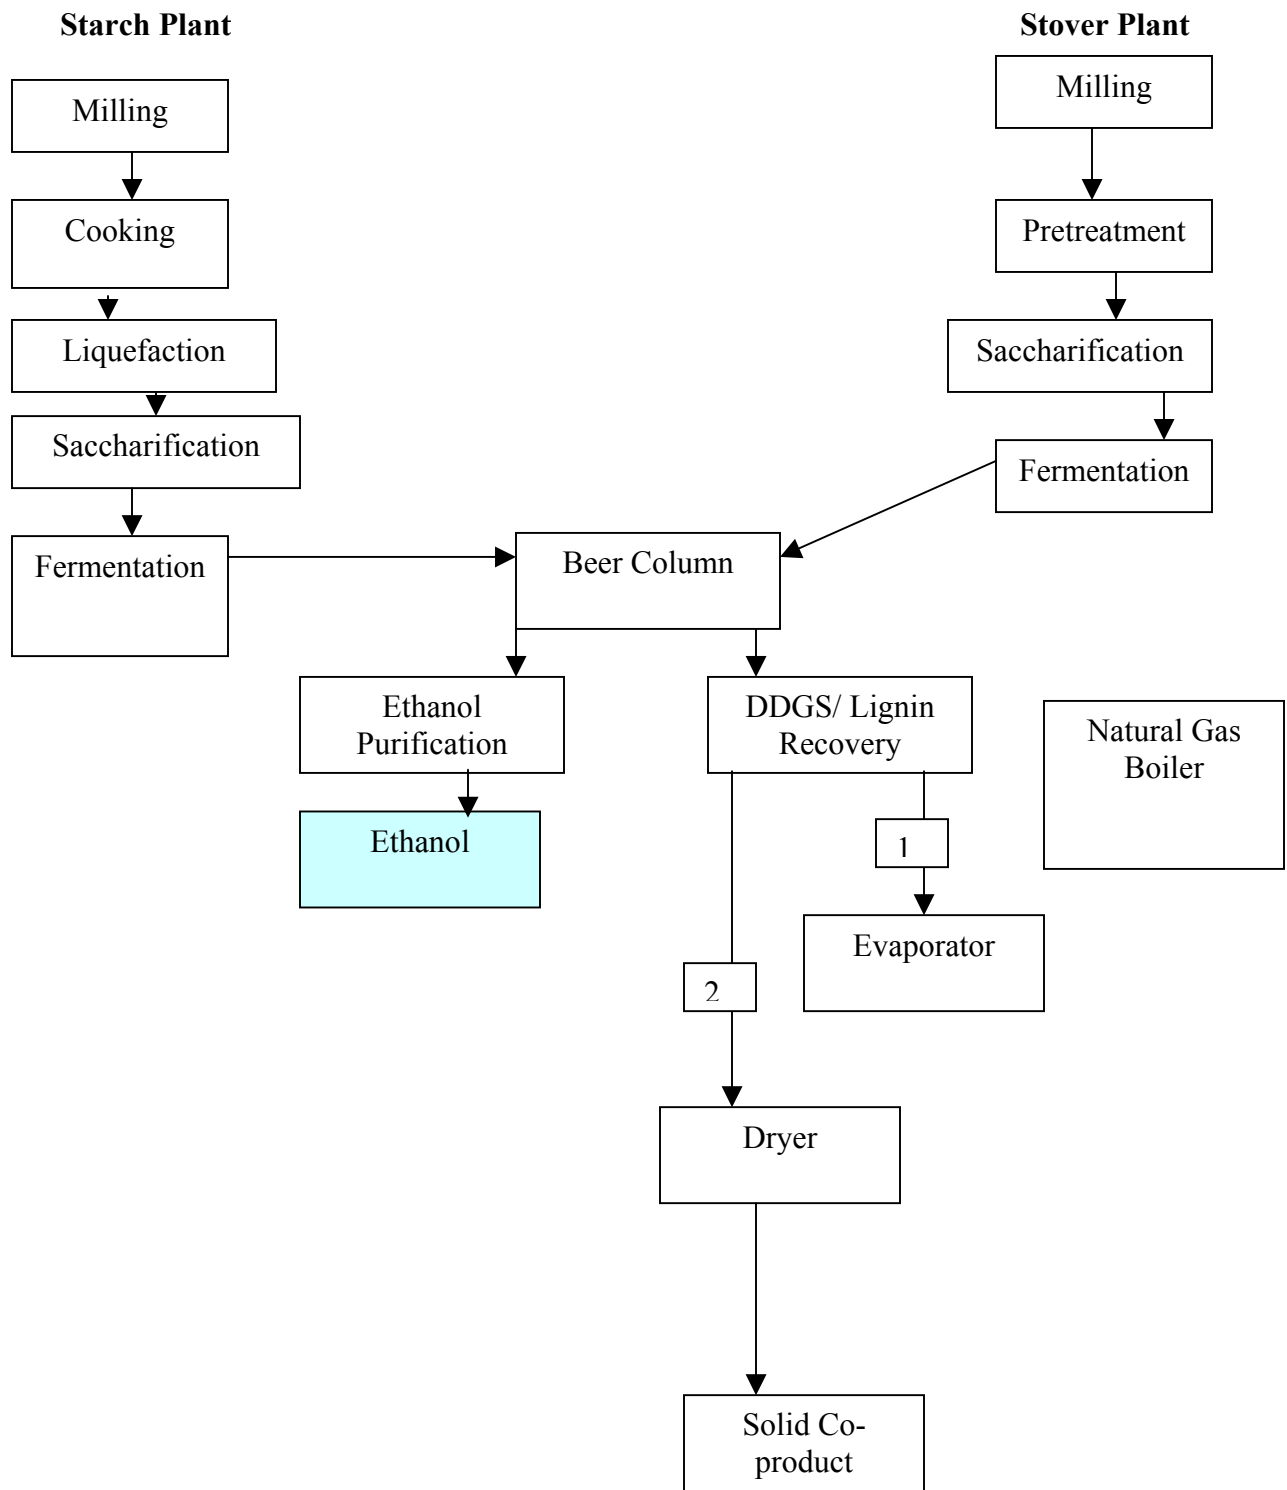 Starch Plant
Stover Plant
Milling
Milling
Cooking
Pretreatment
Liquefaction
Saccharification
Saccharification
Fermentation
Fermentation
Beer Column
Ethanol
Purification
DDGS/ Lignin
Recovery
Natural Gas
Boiler
Ethanol
1
Evaporator
2
Dryer
Solid Co-
product